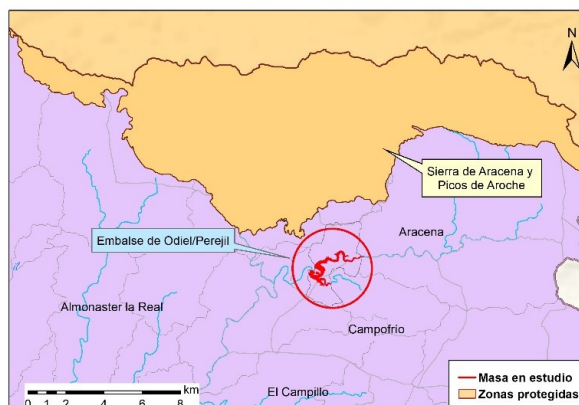 N
Sierra de Aracena y
Picos de Aroche
Aracena
Embalse de Odiel/Perejil
Almonaster la Real
Campofrío
El Campillo
km
0 1 2 4 6 8
Masa en estudio
Zonas protegidas